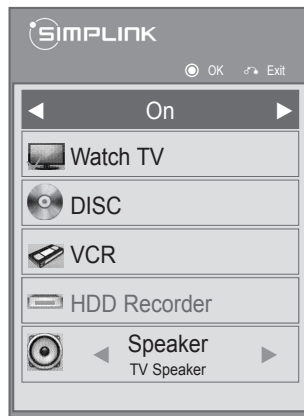 SIMPLINK
OK Exit
On
Watch TV
DISC
VCR
HDD Recorder
Speaker
TV Speaker